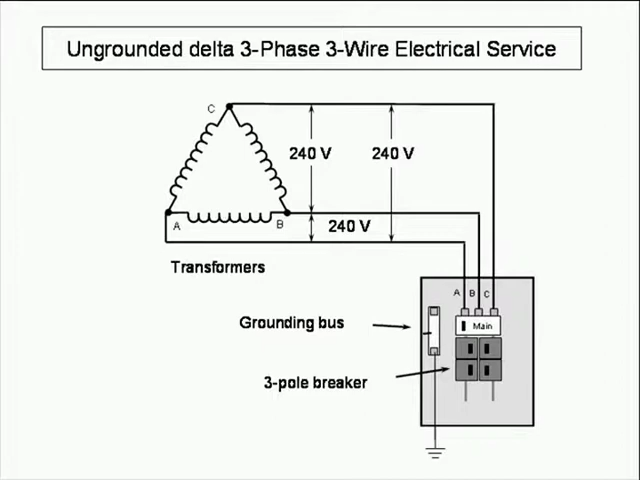 Ungrounded delta 3-Phase 3-Wire Electrical Service
C
240 V 240 V
A B
240 V
Transformers
A B C
Grounding bus
Main
3-pole breaker